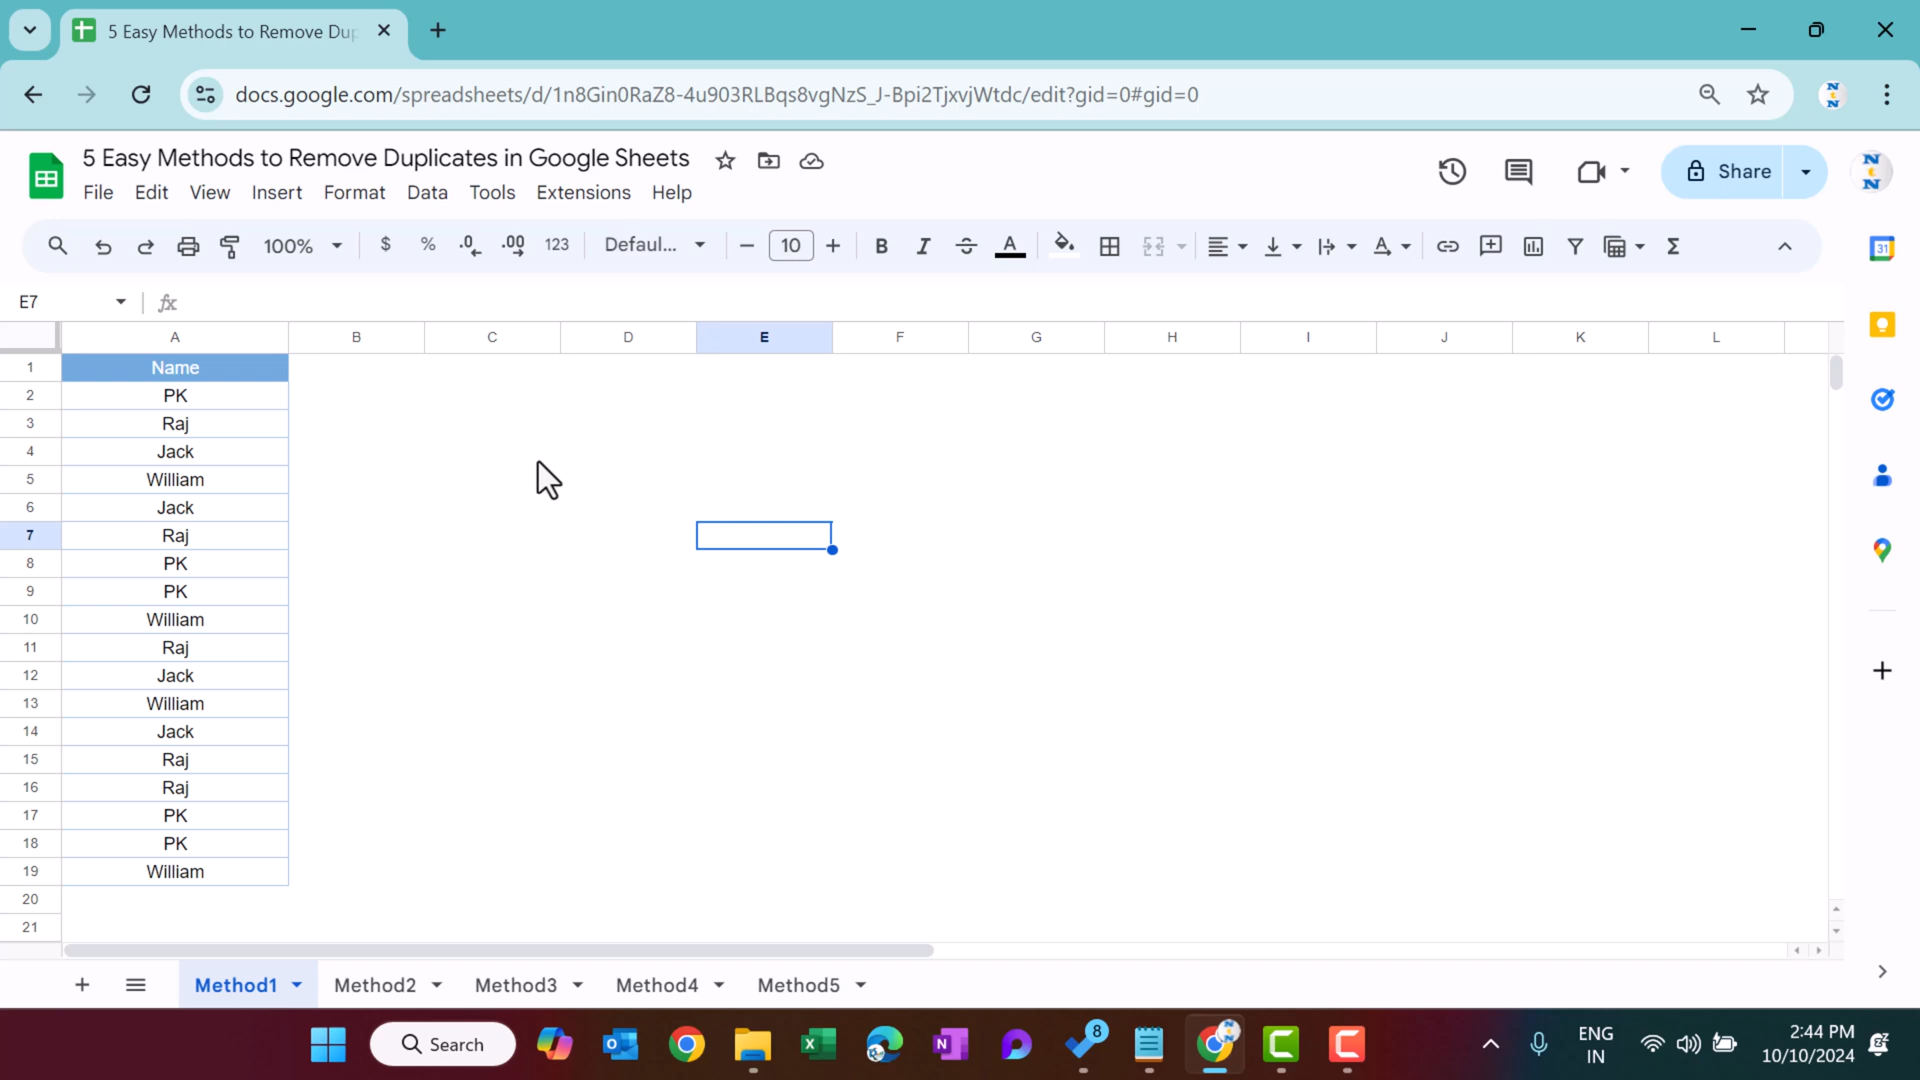 5 Easy Methods to Remove Dup
docs.google.com/spreadsheets/d/1n8Gin0RaZ8-4u903RLBqs8vgNzS_J-Bpi2TjxvjWtdc/edit?gid=0#gid=0
5 Easy Methods to Remove Duplicates in Google Sheets
File Edit View Insert Format Data Tools Extensions Help
Share
100% $ % .0 .00 123 Defaul... 10 B I A Σ
31
E7 fx
A B C D E F G H I J K L
1 Name
2 PK
3 Raj
4 Jack
5 William
6 Jack
7 Raj
8 PK
9 PK
10 William
11 Raj
12 Jack
13 William
14 Jack
15 Raj
16 Raj
17 PK
18 PK
19 William
20
21
Method1 Method2 Method3 Method4 Method5
Search
8
ENG
IN
2:44 PM
10/10/2024